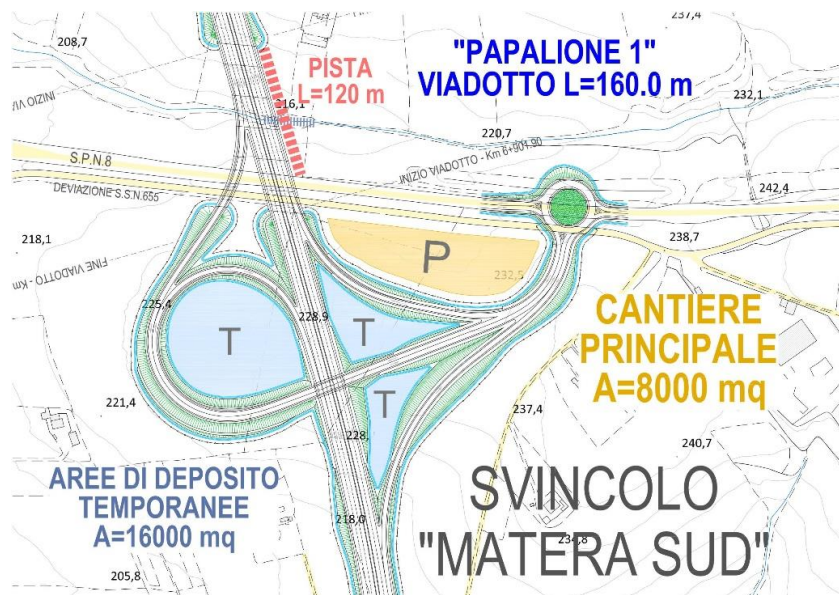 237,4
208,7
"PAPALIONE 1"
VIADOTTO L=160.0 m
PISTA
L=120 m
232,1
216,1
220,7
S.P.N.8
INIZIO VIADOTTO - Km 6+901.90
DEVIAZIONE S.S.N.655
242,4
218,1
238,7
FINE VIADOTTO - Km
P
232,5
225,4
228,9
T
T
T
CANTIERE
PRINCIPALE
A=8000 mq
221,4
237,4
228,
240,7
AREE DI DEPOSITO
TEMPORANEE
A=16000 mq
SVINCOLO
"MATERA SUD"
218,0
234,8
205,8